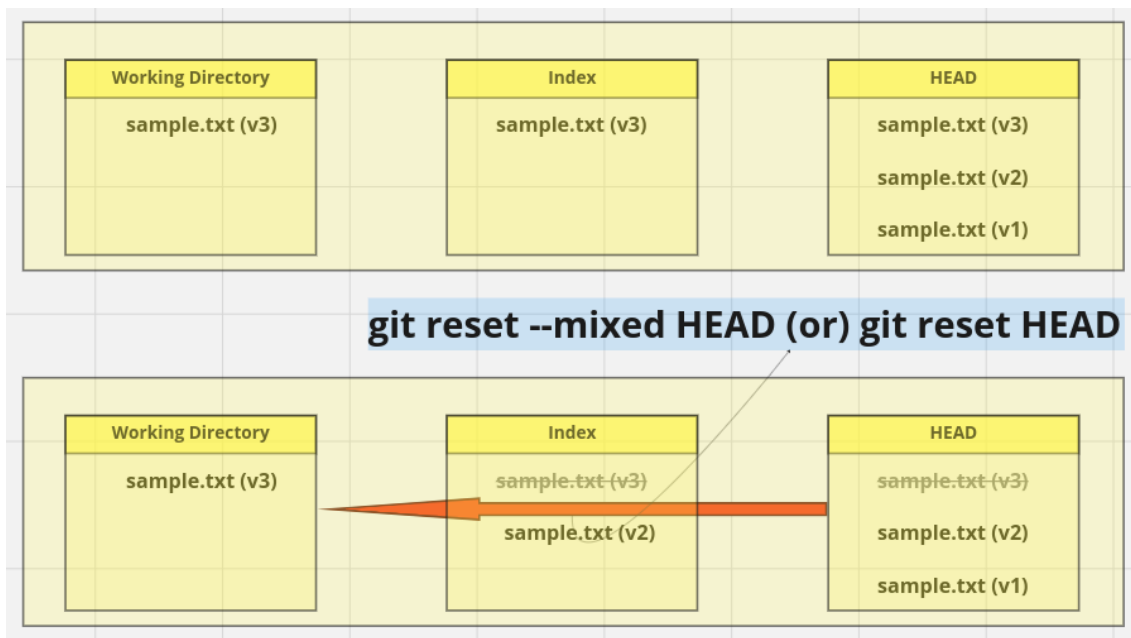 Working Directory
Index
HEAD
sample.txt (v3)
sample.txt (v3)
sample.txt (v3)
sample.txt (v2)
sample.txt (v1)
git reset --mixed HEAD (or) git reset HEAD
Working Directory
Index
HEAD
sample.txt (v3)
sample.txt (v3)
sample.txt (v3)
sample.txt (v2)
sample.txt (v2)
sample.txt (v1)